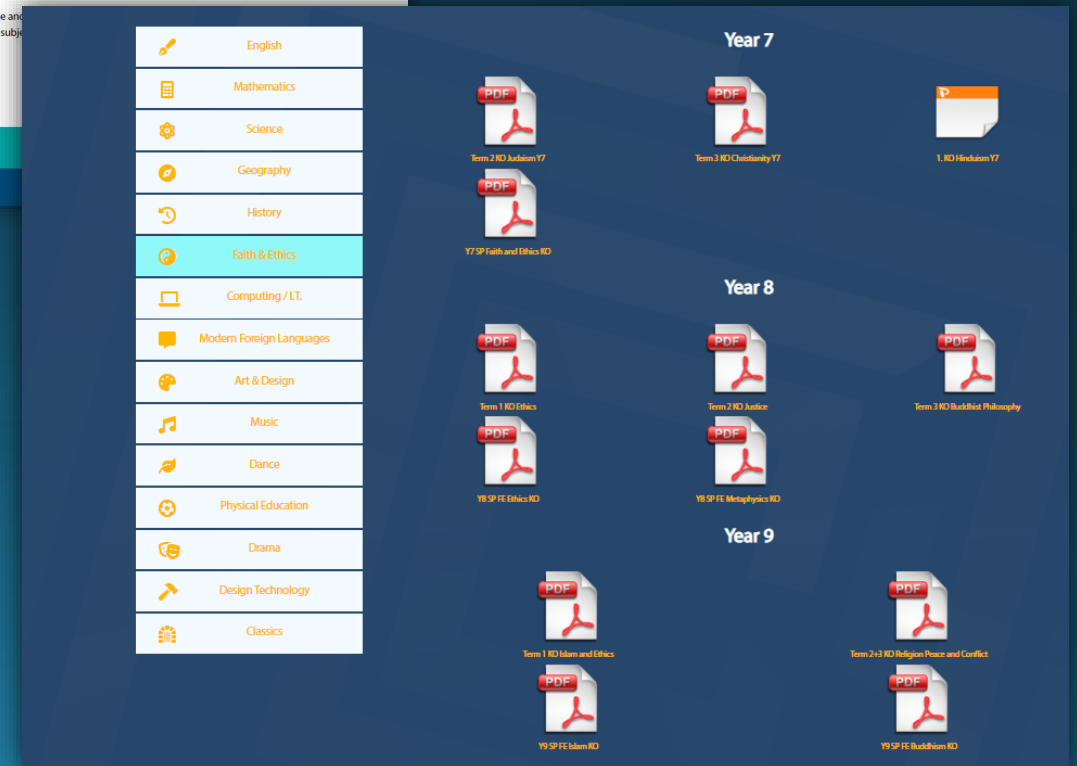 e and
subje
English
Mathematics
Science
Geography
History
Faith & Ethics
Computing / I.T.
Modern Foreign Languages
Art & Design
Music
Dance
Physical Education
Drama
Design Technology
Classics
Year 7
PDF
PDF
Term 2 KO Judaism Y7
Term 3 KO Christianity Y7
1. KO Hinduism Y7
PDF
Y7 SP Faith and Ethics KO
Year 8
PDF
PDF
PDF
Term 1 KO Ethics
Term 2 KO Justice
Term 3 KO Buddhist Philosophy
PDF
PDF
Y8 SP FE Ethics KO
Y8 SP FE Metaphysics KO
Year 9
PDF
PDF
Term 1 KO Islam and Ethics
Term 2+3 KO Religion Peace and Conflict
PDF
PDF
Y9 SP FE Islam KO
Y9 SP FE Buddhism KO